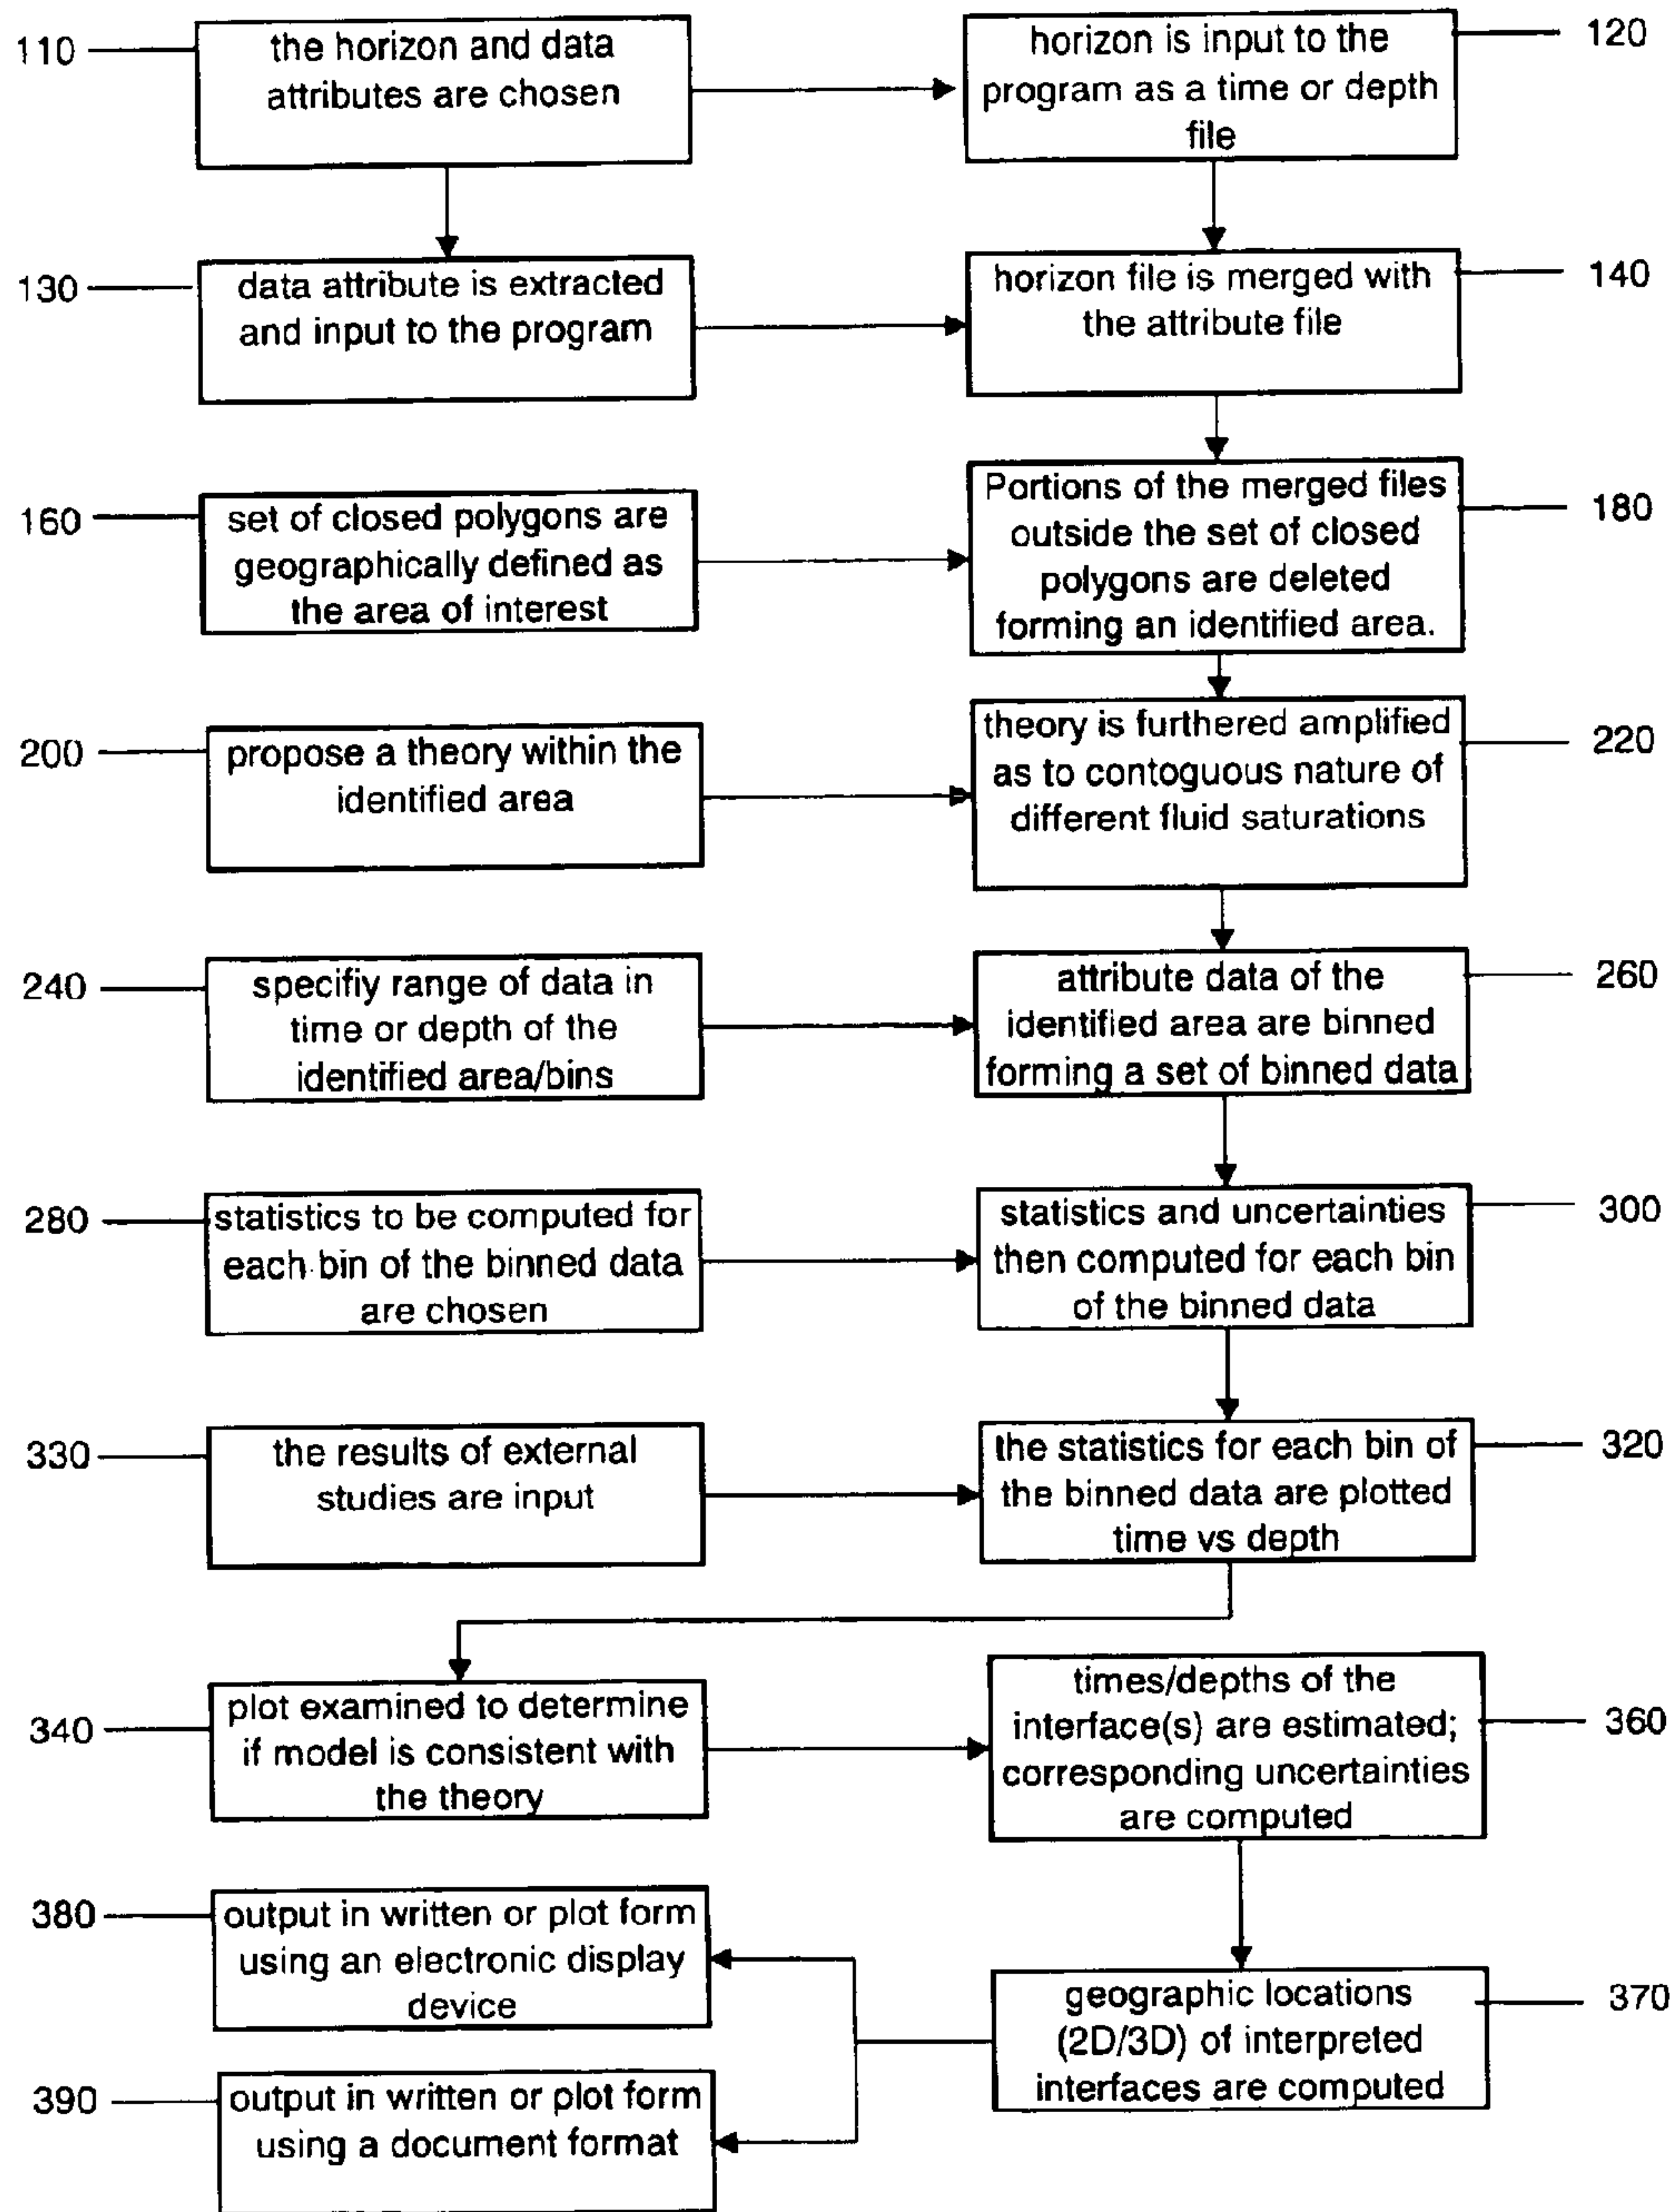 110
the horizon and data
attributes are chosen
horizon is input to the
program as a time or depth
file
120
130
data attribute is extracted
and input to the program
horizon file is merged with
the attribute file
140
160
set of closed polygons are
geographically defined as
the area of interest
Portions of the merged files
outside the set of closed
polygons are deleted
forming an identified area.
180
200
propose a theory within the
identified area
theory is furthered amplified
as to contoguous nature of
different fluid saturations
220
240
specifiy range of data in
time or depth of the
identified area/bins
attribute data of the
identified area are binned
forming a set of binned data
260
280
statistics to be computed for
each bin of the binned data
are chosen
statistics and uncertainties
then computed for each bin
of the binned data
300
330
the results of external
studies are input
the statistics for each bin of
the binned data are plotted
time vs depth
320
340
plot examined to determine
if model is consistent with
the theory
times/depths of the
interface(s) are estimated;
corresponding uncertainties
are computed
360
380
output in written or plot form
using an electronic display
device
geographic locations
(2D/3D) of interpreted
interfaces are computed
370
390
output in written or plot form
using a document format